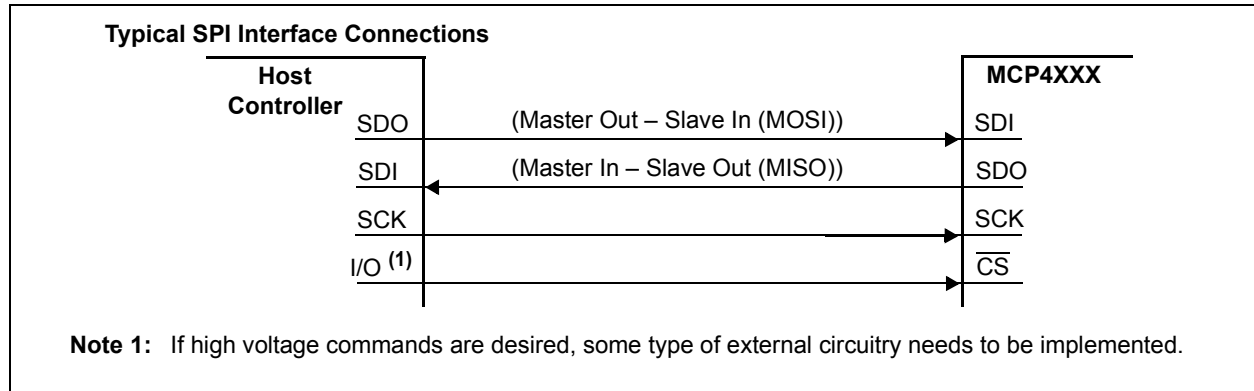 Typical SPI Interface Connections
Host
Controller
MCP4XXX
SDO (Master Out – Slave In (MOSI)) SDI
SDI (Master In – Slave Out (MISO)) SDO
SCK SCK
I/O (1) CS
Note 1: If high voltage commands are desired, some type of external circuitry needs to be implemented.